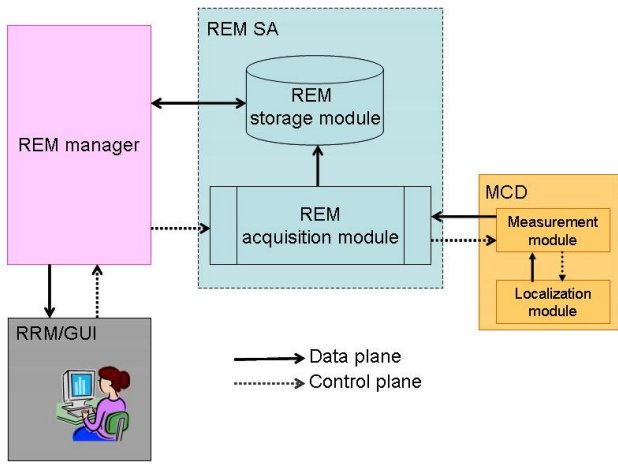 REM SA
REM
storage module
REM manager
REM
acquisition module
MCD
Measurement
module
Localization
module
RRM/GUI
Data plane
Control plane